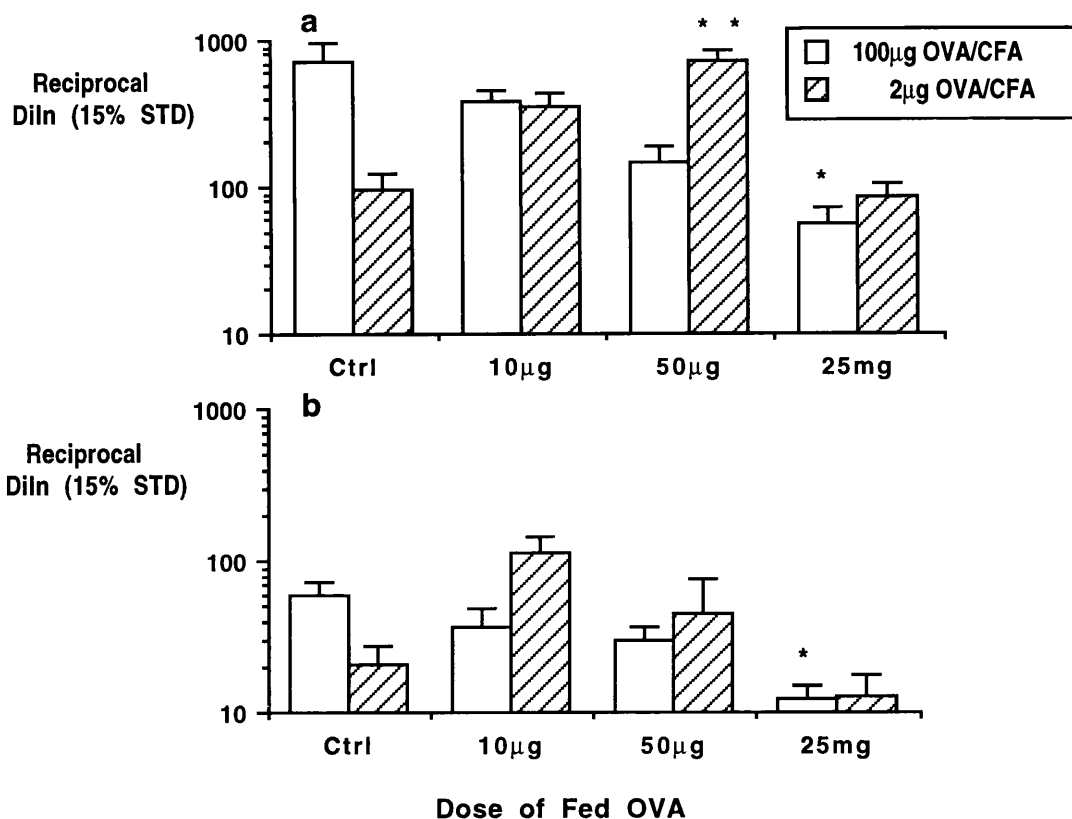 a
* *
1000
100μg OVA/CFA
2μg OVA/CFA
Reciprocal
Diln (15% STD)
100
*
10
Ctrl 10μg 50μg 25mg
b
1000
Reciprocal
Diln (15% STD)
100
*
10
Ctrl 10μg 50μg 25mg
Dose of Fed OVA